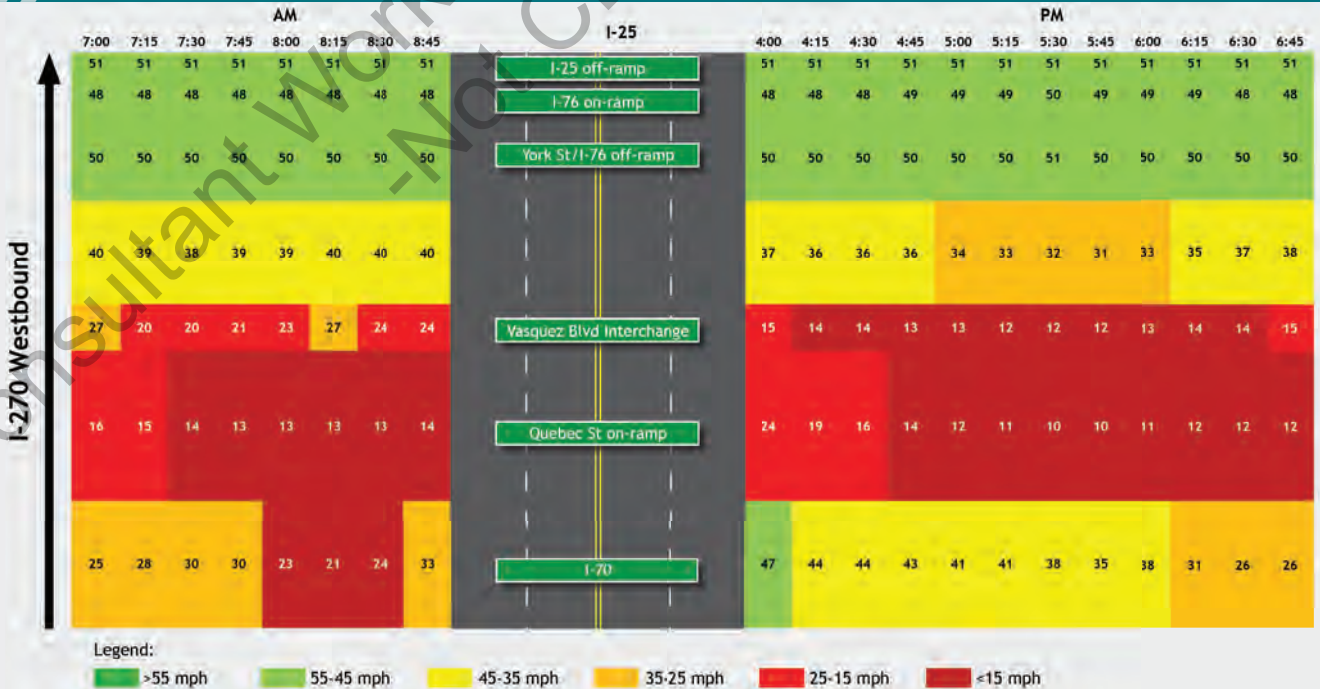 AM
PM
7:00 7:15 7:30 7:45 8:00 8:15 8:30 8:45
I-25
4:00 4:15 4:30 4:45 5:00 5:15 5:30 5:45 6:00 6:15 6:30 6:45
51 51 51 51 51 51 51 51
I-25 off-ramp
51 51 51 51 51 51 51 51 51 51 51 51
48 48 48 48 48 48 48 48
I-76 on-ramp
48 48 48 49 49 49 50 49 49 49 48 48
50 50 50 50 50 50 50 50
York St/I-76 off-ramp
50 50 50 50 50 50 51 50 50 50 50 50
40 39 38 39 39 40 40 40
37 36 36 36 34 33 32 31 33 35 37 38
27 20 20 21 23 27 24 24
Vasquez Blvd Interchange
15 14 14 13 13 12 12 12 13 14 14 15
16 15 14 13 13 13 13 14
Quebec St on-ramp
24 19 16 14 12 11 10 10 11 12 12 12
25 28 30 30 23 21 24 33
I-70
47 44 44 43 41 41 38 35 38 31 26 26
I-270 Westbound
Legend:
>55 mph 55-45 mph 45-35 mph 35-25 mph 25-15 mph <15 mph
-Not